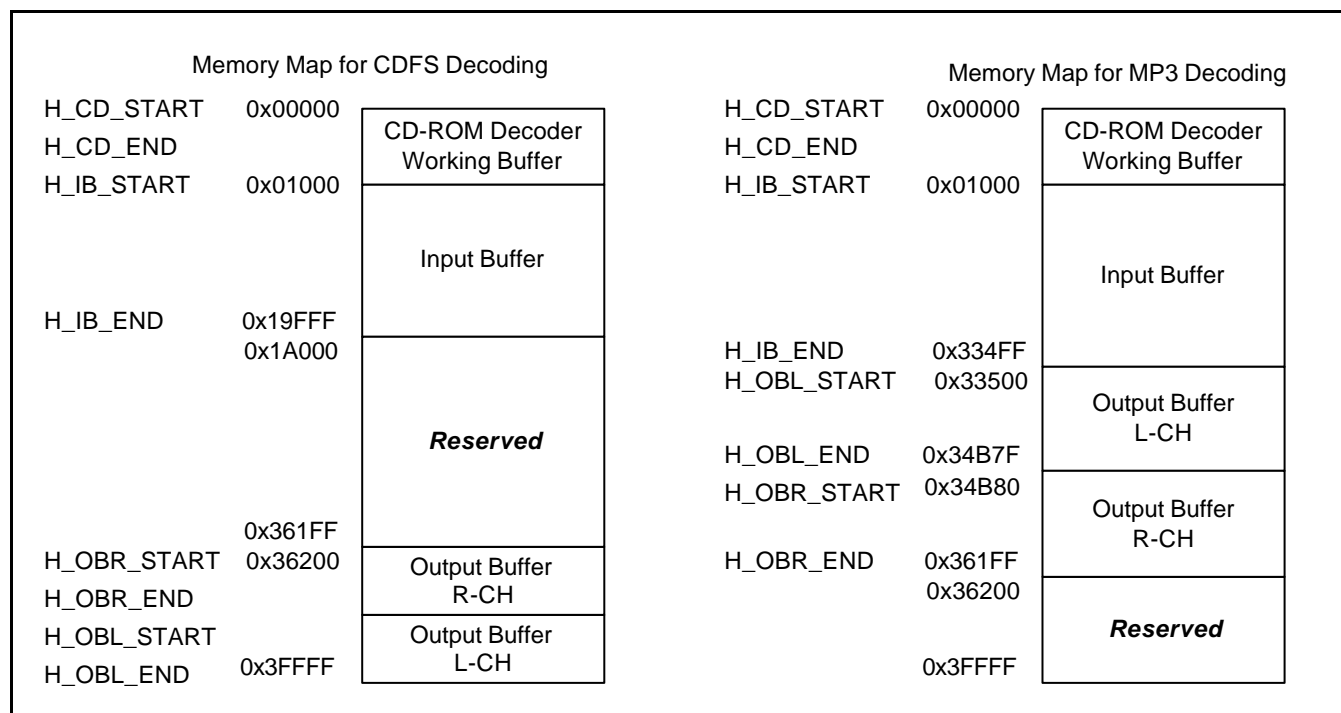 Memory Map for CDFS Decoding
H_CD_START 0x00000
H_CD_END
H_IB_START 0x01000
H_IB_END 0x19FFF
0x1A000
0x361FF
H_OBR_START 0x36200
H_OBR_END
H_OBL_START
H_OBL_END 0x3FFFF
CD-ROM Decoder
Working Buffer
Input Buffer
Reserved
Output Buffer
R-CH
Output Buffer
L-CH
Memory Map for MP3 Decoding
H_CD_START 0x00000
H_CD_END
H_IB_START 0x01000
H_IB_END 0x334FF
H_OBL_START 0x33500
H_OBL_END 0x34B7F
H_OBR_START 0x34B80
H_OBR_END 0x361FF
0x36200
0x3FFFF
CD-ROM Decoder
Working Buffer
Input Buffer
Output Buffer
L-CH
Output Buffer
R-CH
Reserved